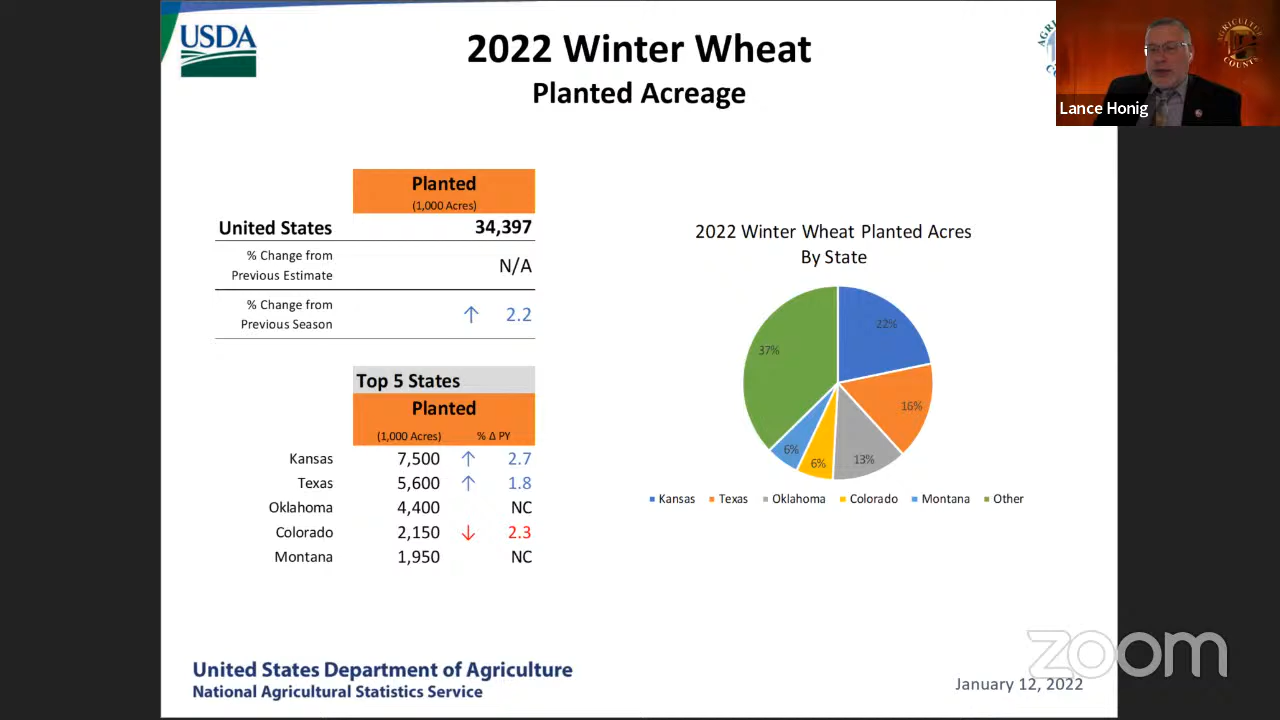 USDA
2022 Winter Wheat
Planted Acreage
Lance Honig
AGRICULTURE
COUNTS
Planted
(1,000 Acres)
United States 34,397
% Change from
Previous Estimate
N/A
% Change from
Previous Season
↑ 2.2
Top 5 States
Planted
(1,000 Acres) % Δ PY
Kansas 7,500 ↑ 2.7
Texas 5,600 ↑ 1.8
Oklahoma 4,400 NC
Colorado 2,150 ↓ 2.3
Montana 1,950 NC
2022 Winter Wheat Planted Acres
By State
22%
16%
13%
6%
6%
37%
Kansas Texas Oklahoma Colorado Montana Other
United States Department of Agriculture
National Agricultural Statistics Service
January 12, 2022
zoom